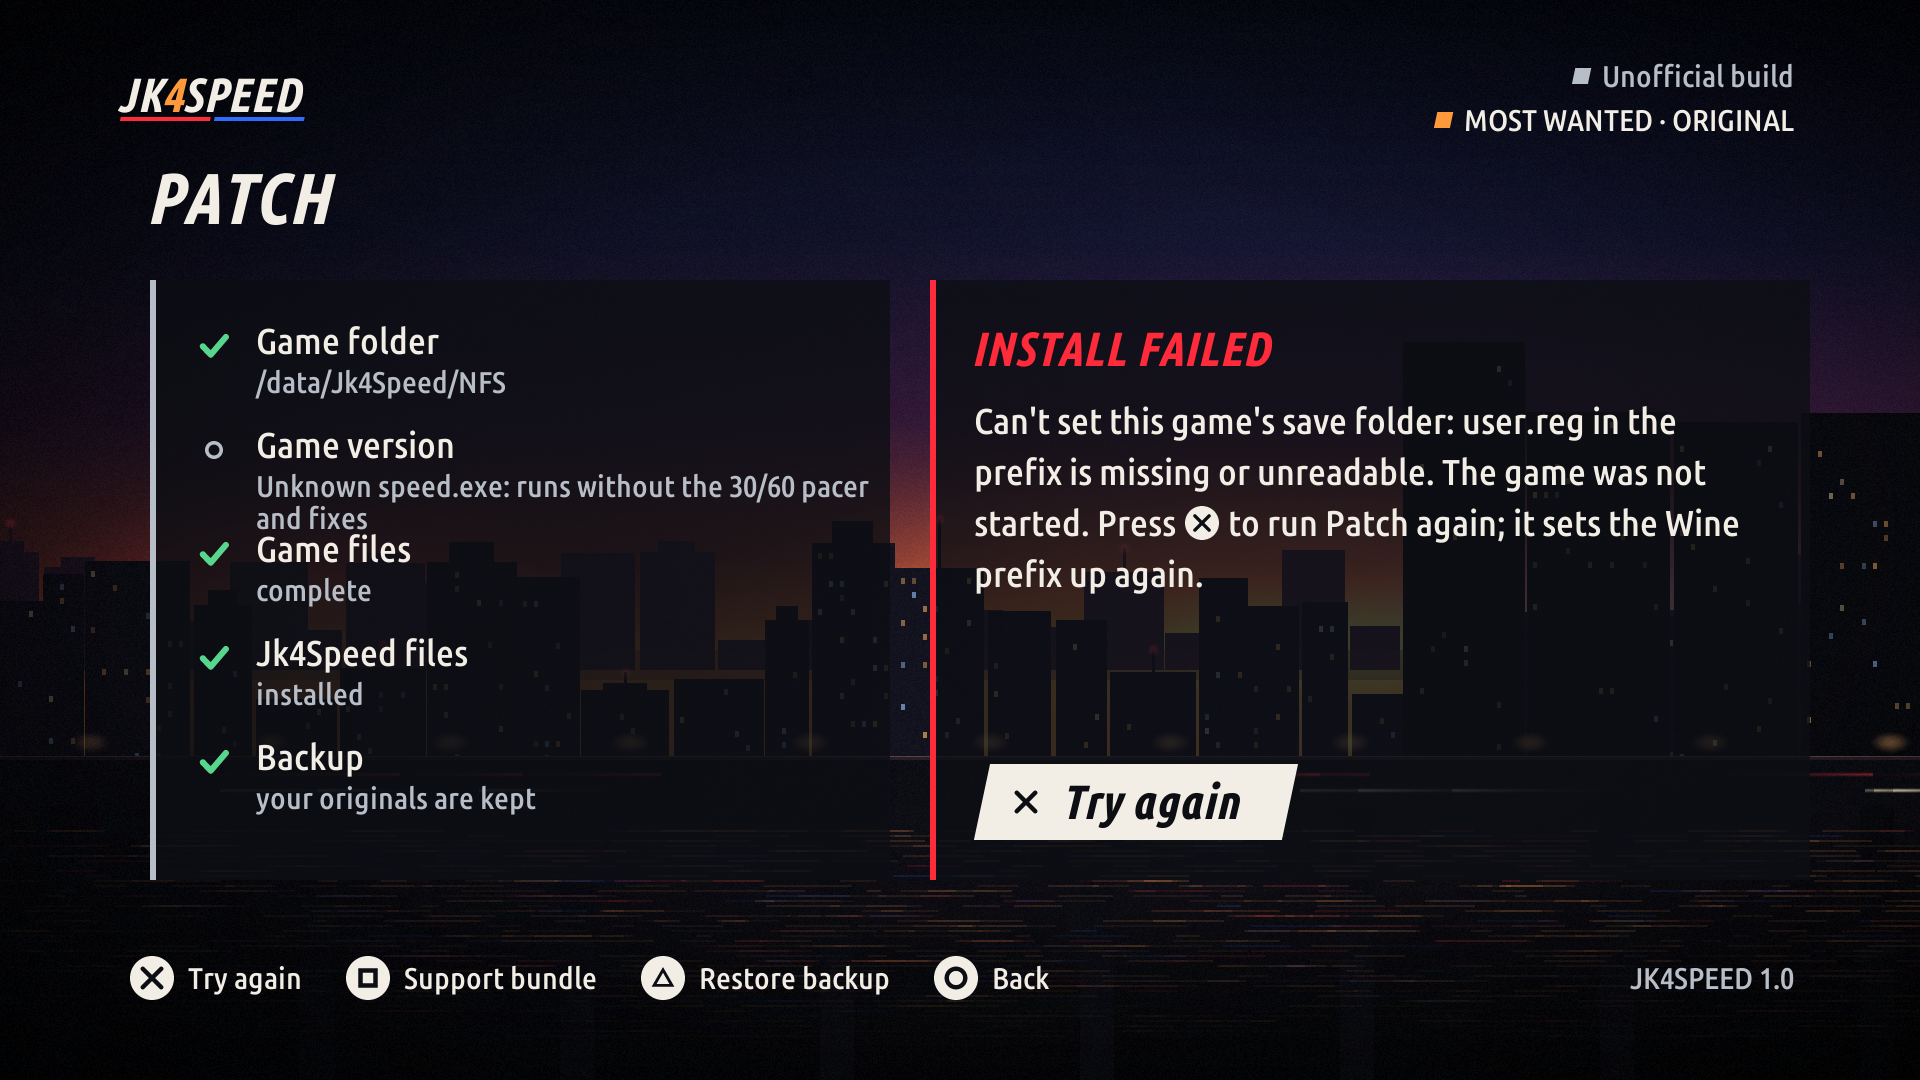 JK4SPEED
Unofficial build
MOST WANTED · ORIGINAL
PATCH
Game folder
/data/Jk4Speed/NFS
Game version
Unknown speed.exe: runs without the 30/60 pacer
and fixes
Game files
complete
Jk4Speed files
installed
Backup
your originals are kept
INSTALL FAILED
Can't set this game's save folder: user.reg in the
prefix is missing or unreadable. The game was not
started. Press ⓧ to run Patch again; it sets the Wine
prefix up again.
Try again
Try again
Support bundle
Restore backup
Back
JK4SPEED 1.0